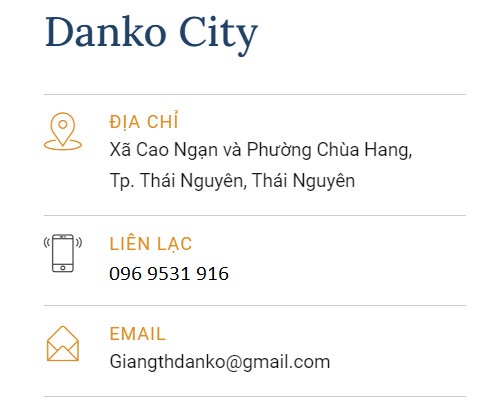 Danko City
ĐỊA CHỈ
Xã Cao Ngạn và Phường Chùa Hang,
Tp. Thái Nguyên, Thái Nguyên
LIÊN LẠC
096 9531 916
EMAIL
Giangthdanko@gmail.com